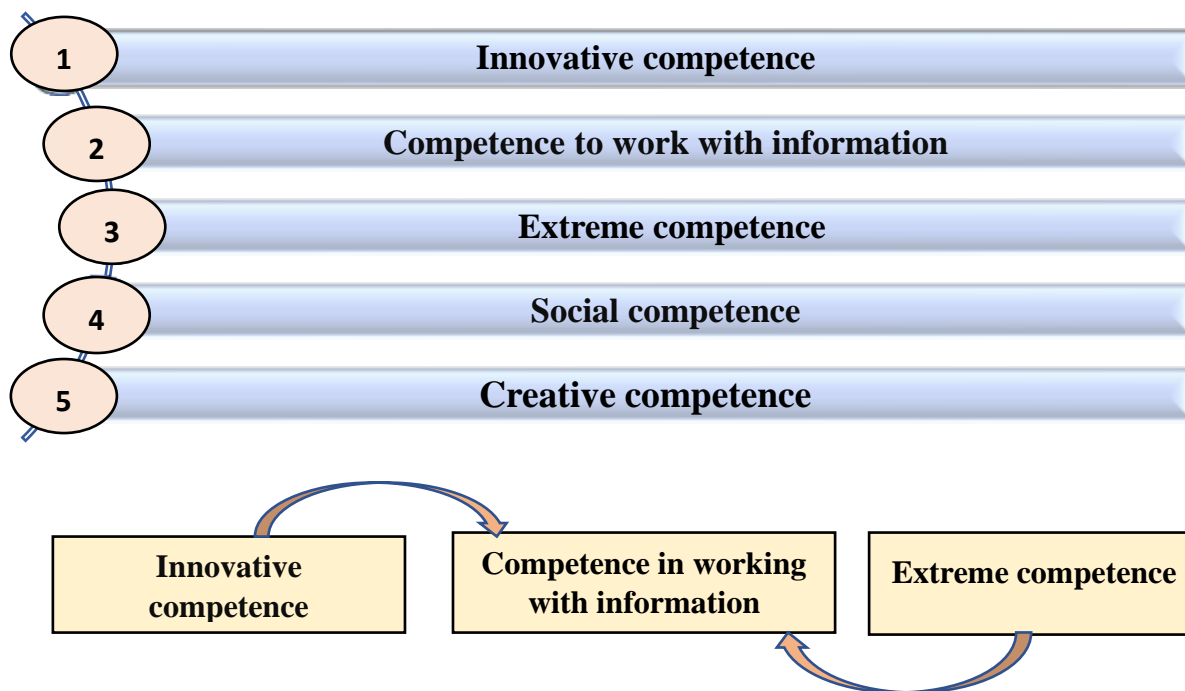 1
Innovative competence
2
Competence to work with information
3
Extreme competence
4
Social competence
5
Creative competence
Innovative
competence
Competence in working
with information
Extreme competence